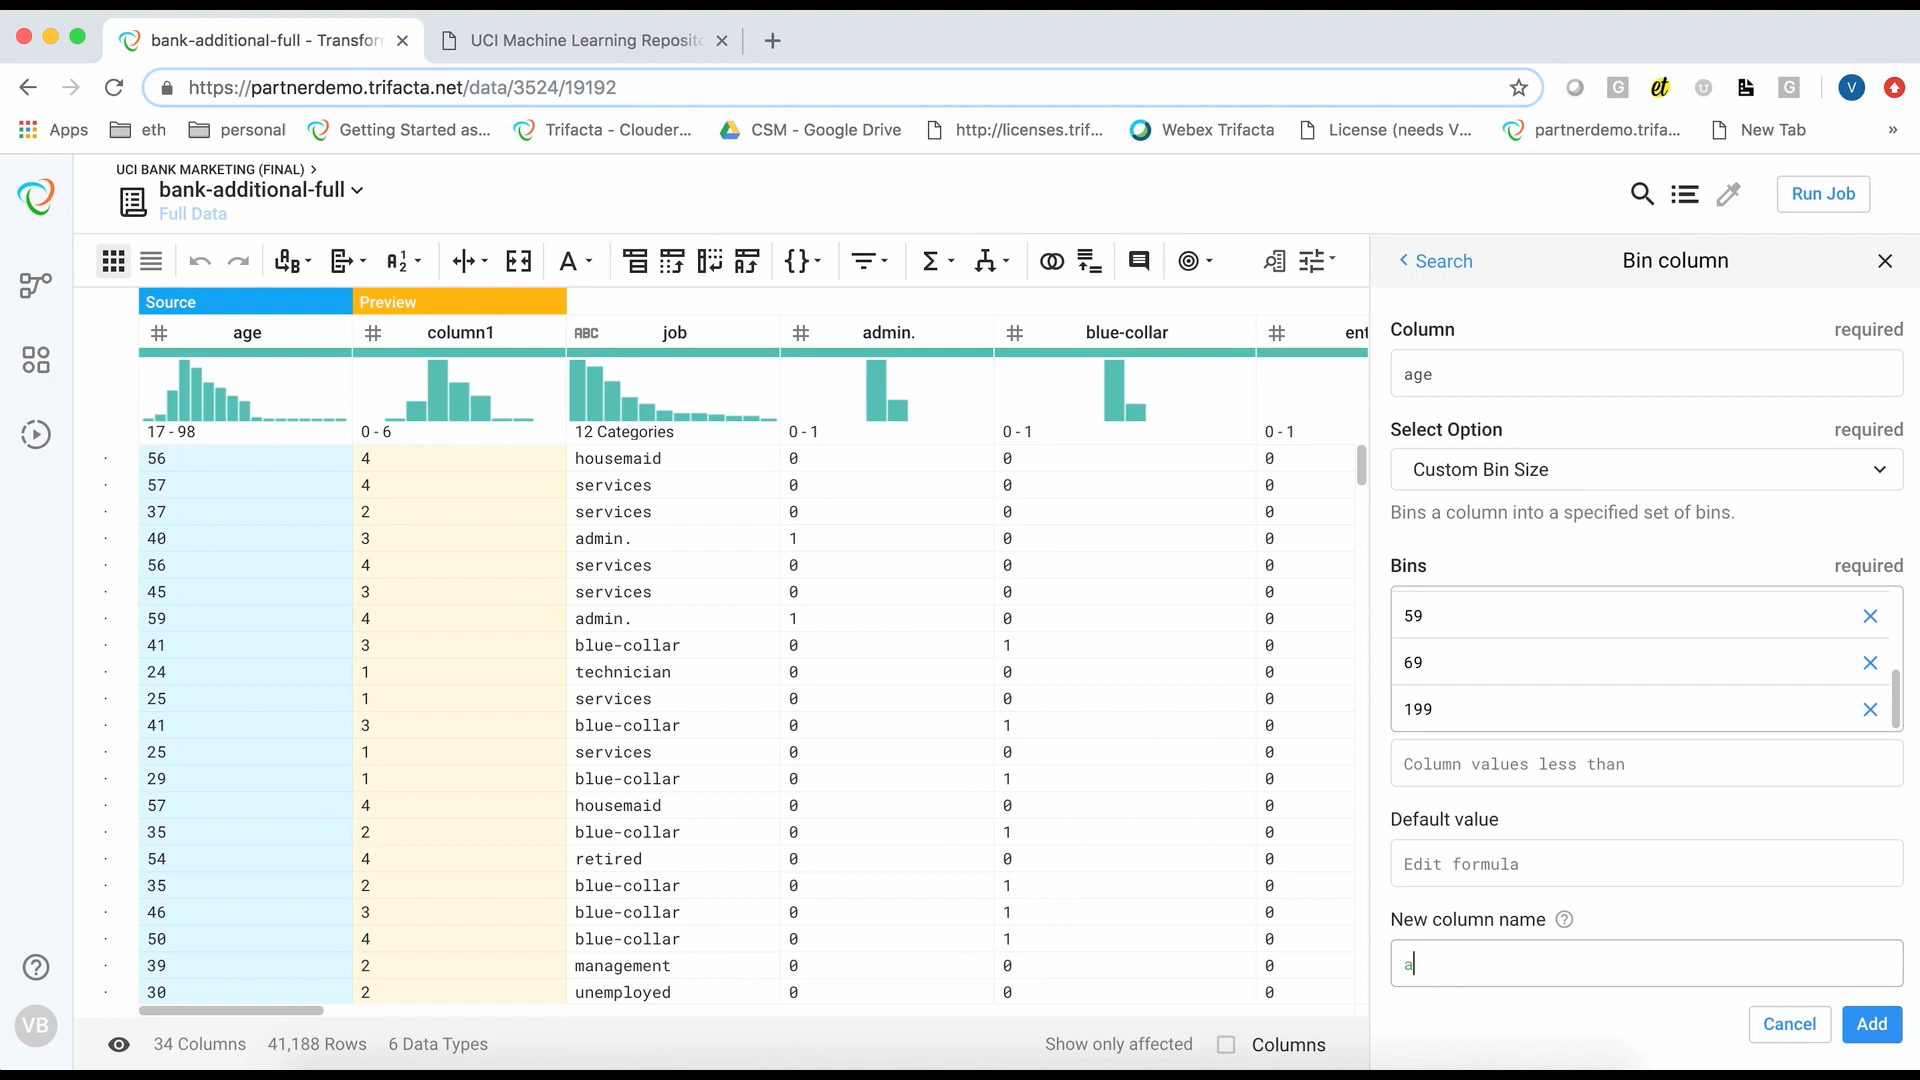 bank-additional-full - Transfor
UCI Machine Learning Reposito
https://partnerdemo.trifacta.net/data/3524/19192
G
et
G
V
Apps
eth
personal
Getting Started as...
Trifacta - Clouder...
CSM - Google Drive
http://licenses.trif...
Webex Trifacta
License (needs V...
partnerdemo.trifa...
New Tab
»
UCI BANK MARKETING (FINAL) >
bank-additional-full
Full Data
Run Job
Search
Bin column
Source
Preview
# age
# column1
ABC job
# admin.
# blue-collar
# ent
17 - 98
0 - 6
12 Categories
0 - 1
0 - 1
0 - 1
56 4 housemaid 0 0 0
57 4 services 0 0 0
37 2 services 0 0 0
40 3 admin. 1 0 0
56 4 services 0 0 0
45 3 services 0 0 0
59 4 admin. 1 0 0
41 3 blue-collar 0 1 0
24 1 technician 0 0 0
25 1 services 0 0 0
41 3 blue-collar 0 1 0
25 1 services 0 0 0
29 1 blue-collar 0 1 0
57 4 housemaid 0 0 0
35 2 blue-collar 0 1 0
54 4 retired 0 0 0
35 2 blue-collar 0 1 0
46 3 blue-collar 0 1 0
50 4 blue-collar 0 1 0
39 2 management 0 0 0
30 2 unemployed 0 0 0
34 Columns
41,188 Rows
6 Data Types
Show only affected
Columns
Column
required
age
Select Option
required
Custom Bin Size
Bins a column into a specified set of bins.
Bins
required
59
69
199
Column values less than
Default value
Edit formula
New column name
a
Cancel
Add
VB